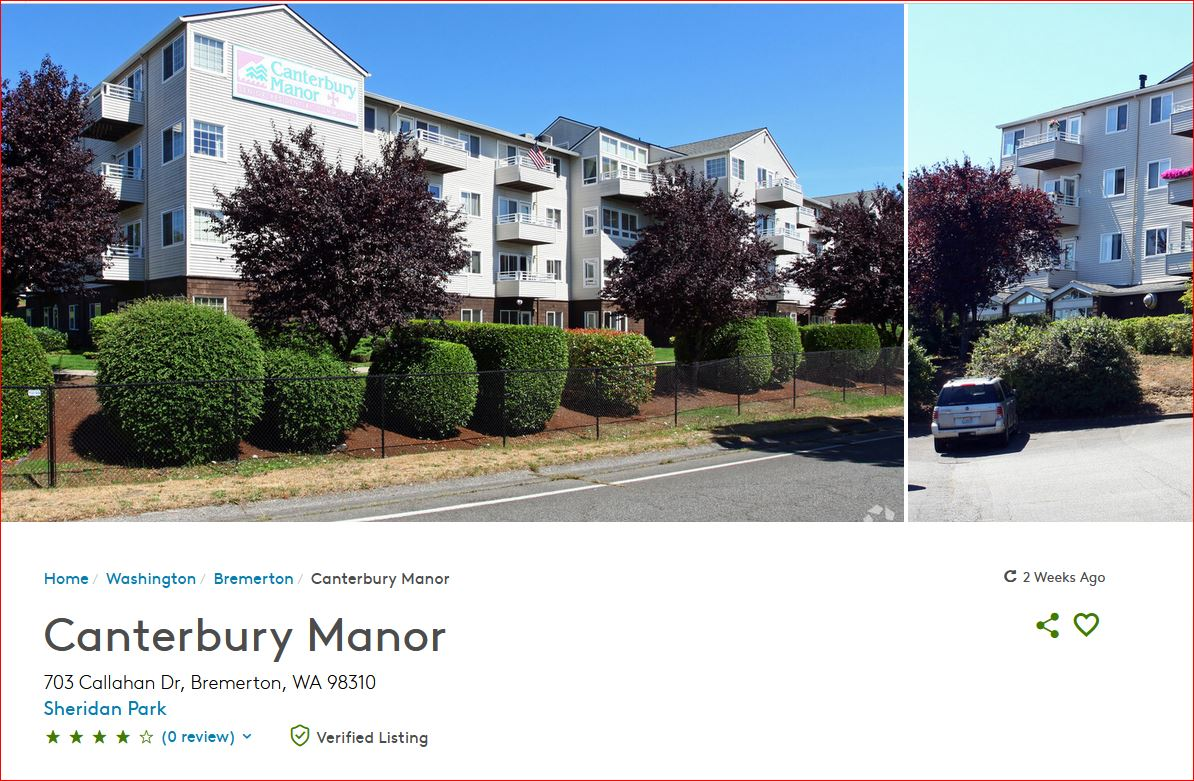 Canterbury
Manor
Home / Washington / Bremerton / Canterbury Manor
2 Weeks Ago
Canterbury Manor
703 Callahan Dr, Bremerton, WA 98310
Sheridan Park
(0 review)
Verified Listing